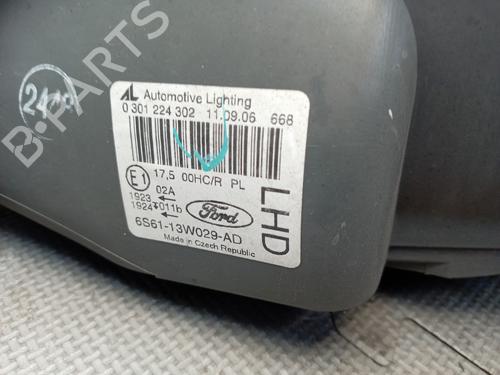 B-PARTS
AL Automotive Lighting
0 301 224 302 11.09.06 668
17,5 00HC/R PL
E1
02A
1923
1924 011b
Ford
6S61-13W029-AD
Made in Czech Republic
LHD